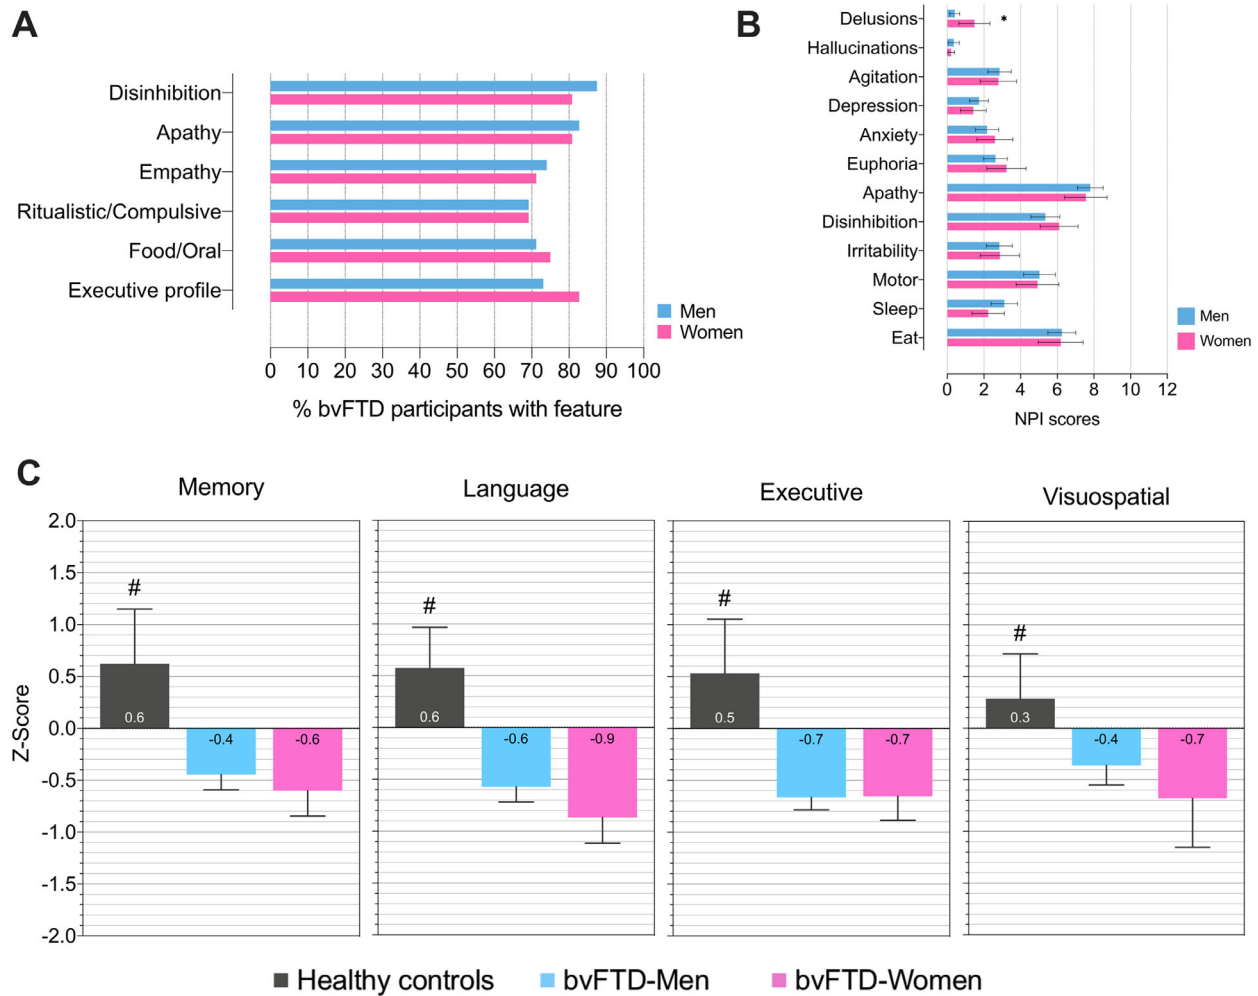 A
Disinhibition
Apathy
Empathy
Ritualistic/Compulsive
Food/Oral
Executive profile
0 10 20 30 40 50 60 70 80 90 100
% bvFTD participants with feature
Men
Women
B
Delusions
*
Hallucinations
Agitation
Depression
Anxiety
Euphoria
Apathy
Disinhibition
Irritability
Motor
Sleep
Eat
0 2 4 6 8 10 12
NPI scores
Men
Women
C
Memory Language Executive Visuospatial
Z-Score
2.0
1.5
1.0
0.5
0.0
-0.5
-1.0
-1.5
-2.0
# # # #
0.6 -0.4 -0.6
0.6 -0.6 -0.9
0.5 -0.7 -0.7
0.3 -0.4 -0.7
Healthy controls bvFTD-Men bvFTD-Women